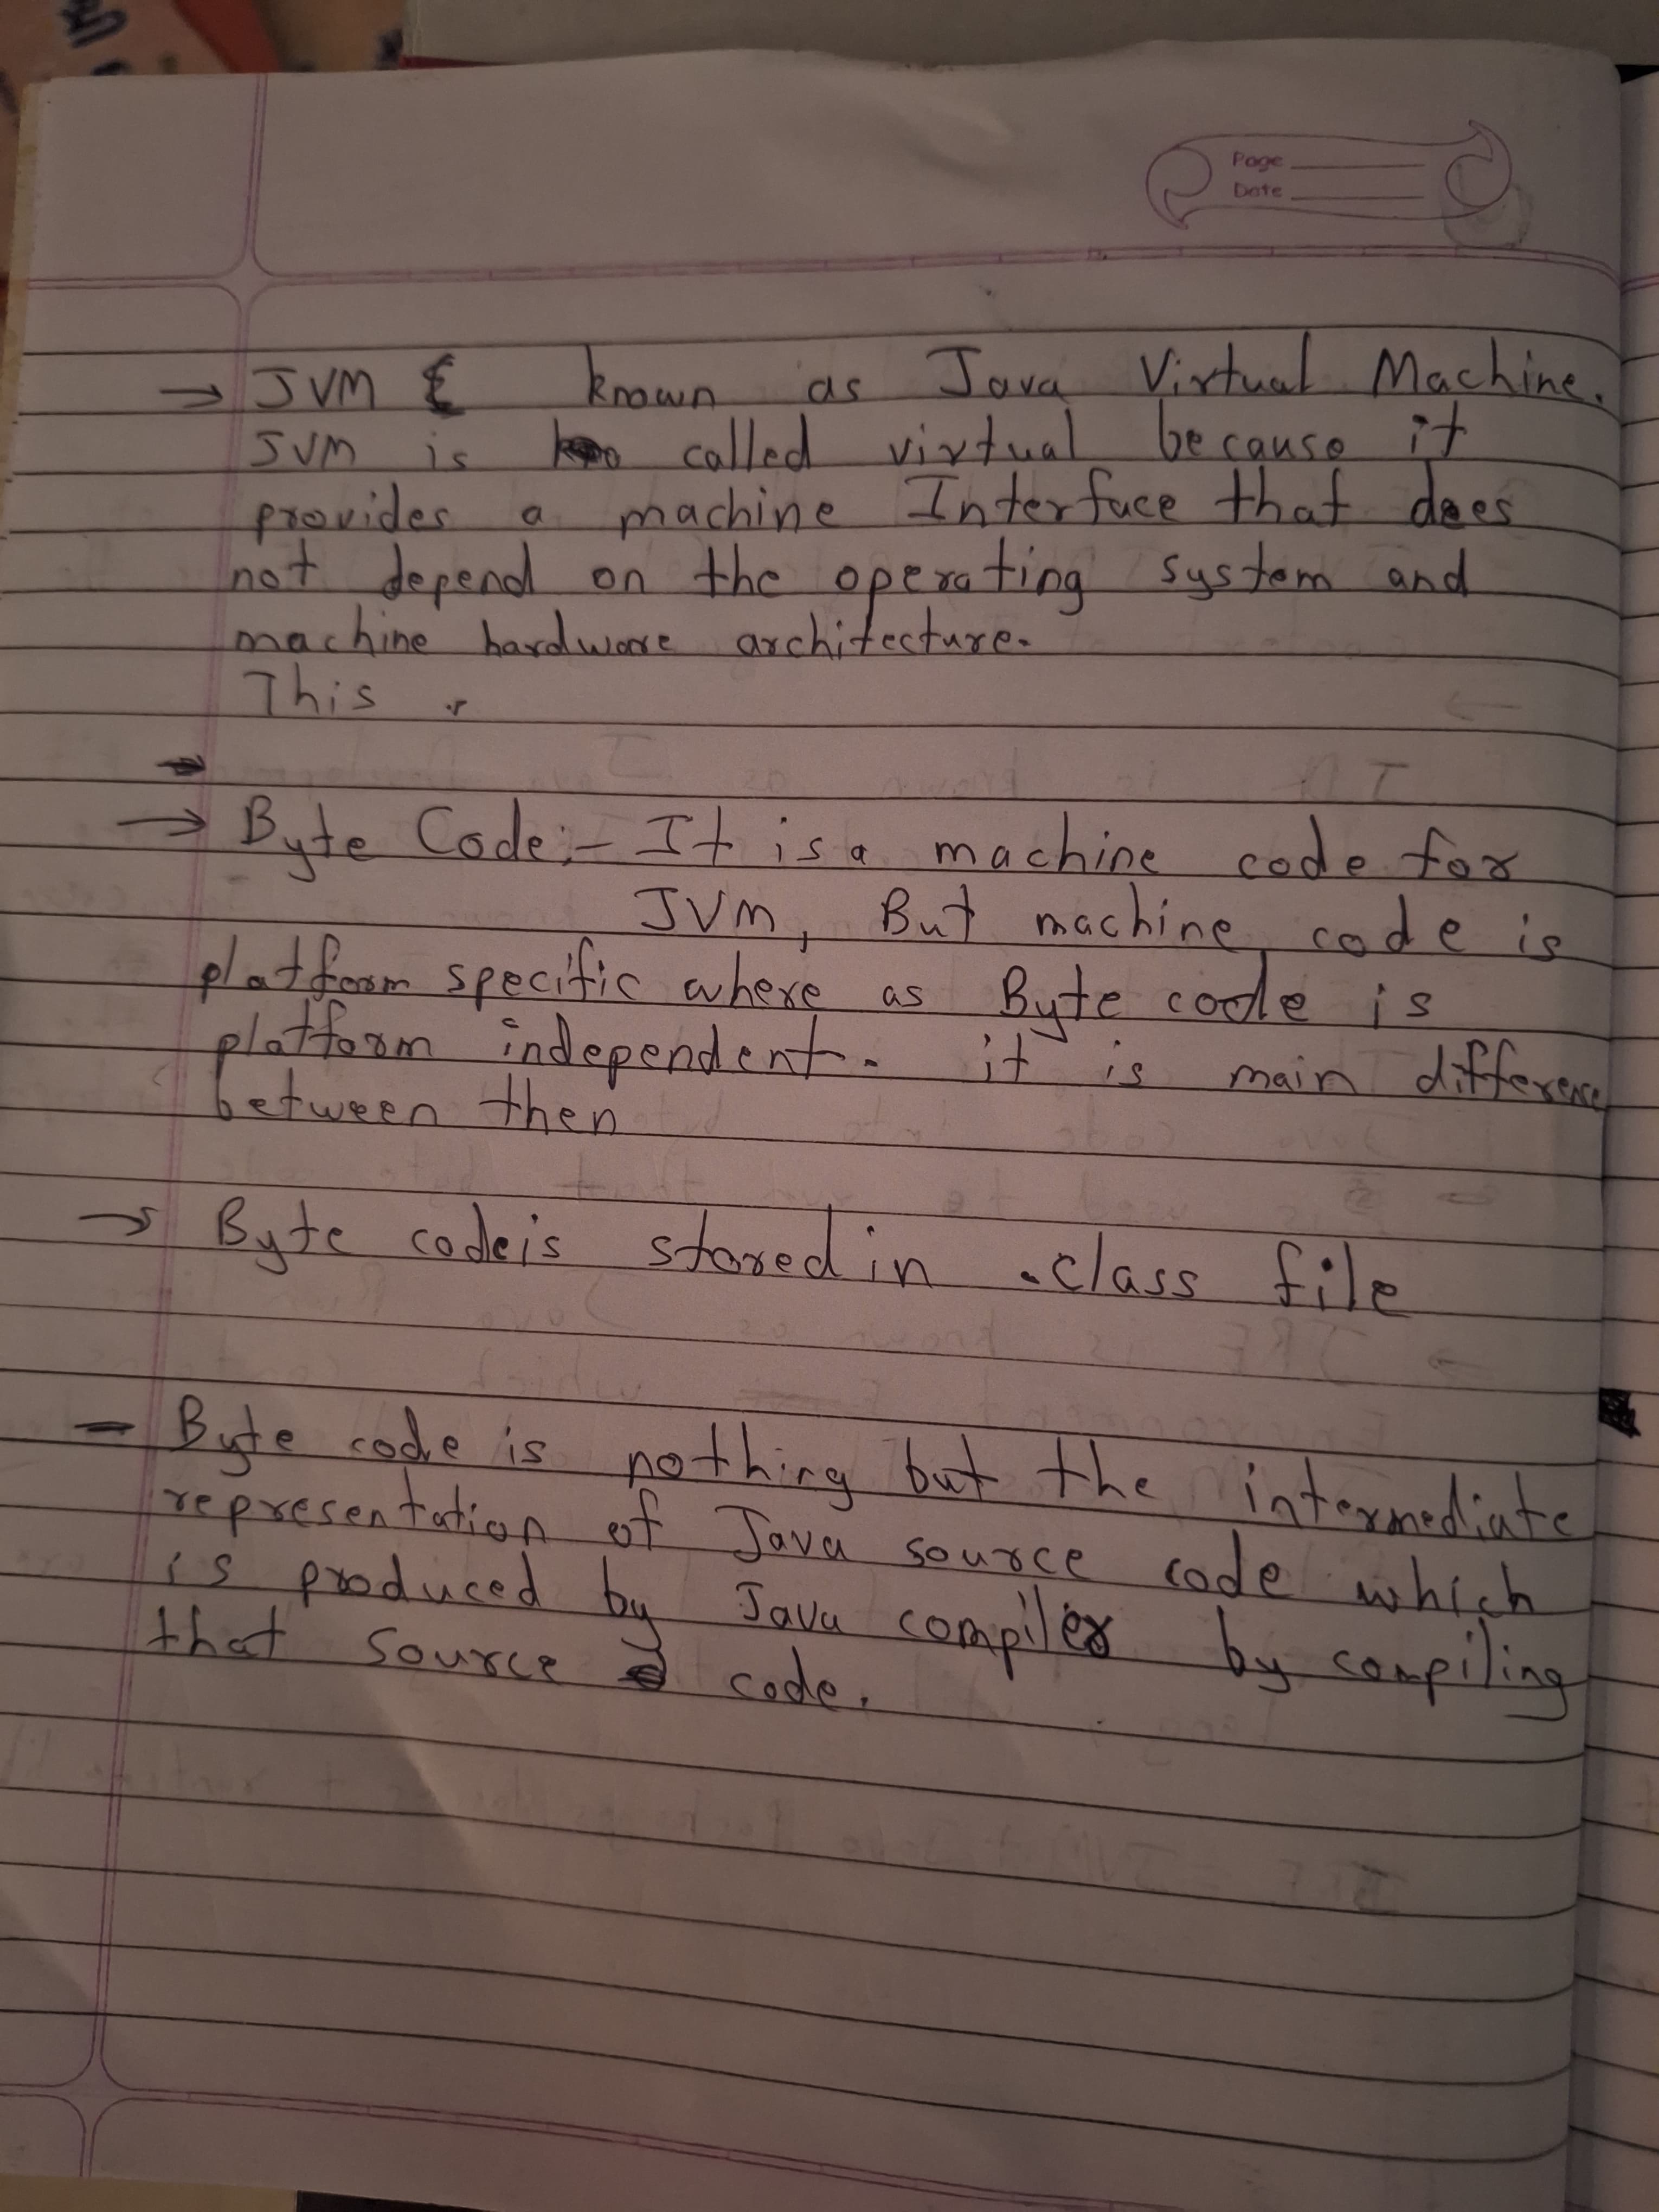 Page
Date
→ JVM known as Java Virtual Machine.
JVM is called virtual because it
provides a machine Interface that does
not depend on the operating system and
machine hardware architecture.
This
→ Byte Code:- It is a machine code for
JVM, But machine code is
platform specific where as Byte code is
platform independent. it is main difference
between then
→ Byte code is stored in .class file
- Byte code is nothing but the intermediate
representation of Java source code which
is produced by Java compiler by compiling
that source code.